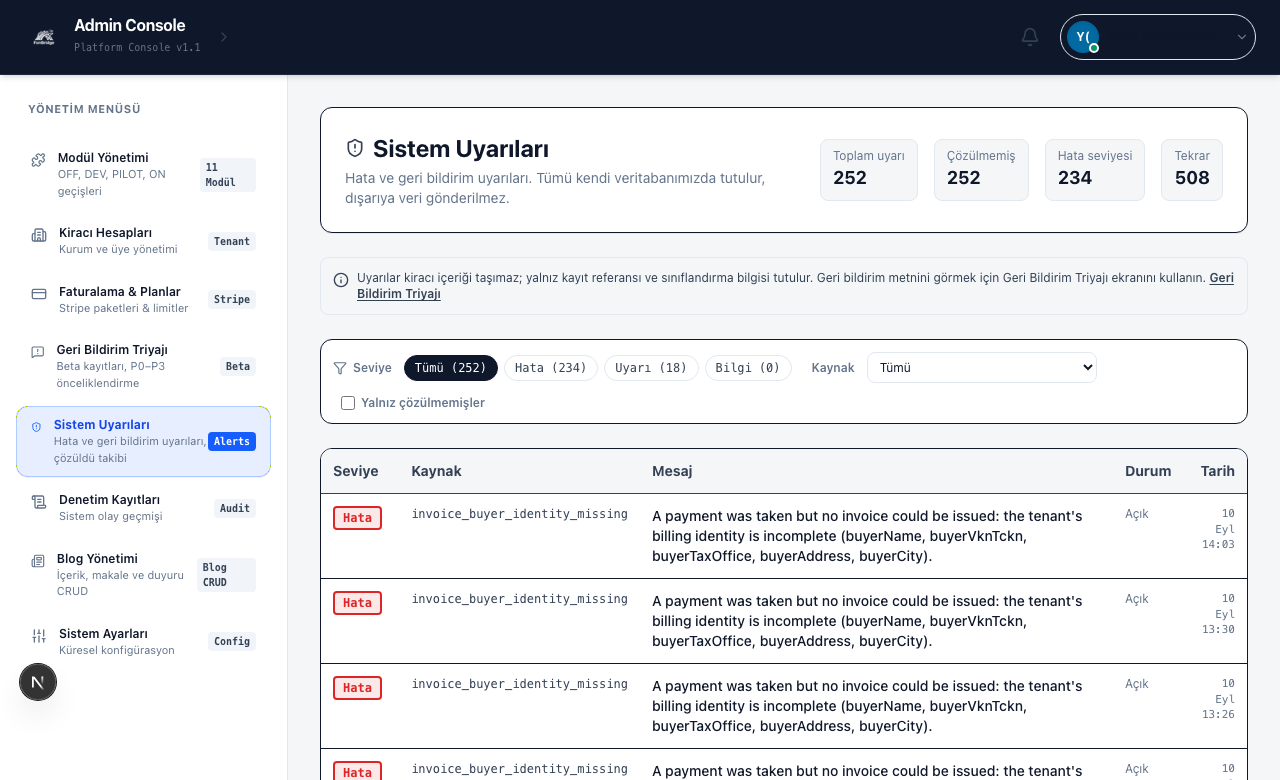 Admin Console
Platform Console v1.1
Y(
YÖNETİM MENÜSÜ
Modül Yönetimi
OFF, DEV, PILOT, ON
geçişleri
11
Modül
Kiracı Hesapları
Kurum ve üye yönetimi
Tenant
Faturalama & Planlar
Stripe paketleri & limitler
Stripe
Geri Bildirim Triyajı
Beta kayıtları, P0–P3
önceliklendirme
Beta
Sistem Uyarıları
Hata ve geri bildirim uyarıları,
çözüldü takibi
Alerts
Denetim Kayıtları
Sistem olay geçmişi
Audit
Blog Yönetimi
İçerik, makale ve duyuru
CRUD
Blog
CRUD
Sistem Ayarları
Küresel konfigürasyon
Config
N
Sistem Uyarıları
Hata ve geri bildirim uyarıları. Tümü kendi veritabanımızda tutulur,
dışarıya veri gönderilmez.
Toplam uyarı
252
Çözülmemiş
252
Hata seviyesi
234
Tekrar
508
Uyarılar kiracı içeriği taşımaz; yalnız kayıt referansı ve sınıflandırma bilgisi tutulur. Geri bildirim metnini görmek için Geri Bildirim Triyajı ekranını kullanın. Geri
Bildirim Triyajı
Seviye Tümü (252) Hata (234) Uyarı (18) Bilgi (0) Kaynak Tümü
Yalnız çözülmemişler
Seviye Kaynak Mesaj Durum Tarih
Hata
invoice_buyer_identity_missing
A payment was taken but no invoice could be issued: the tenant's
billing identity is incomplete (buyerName, buyerVknTckn,
buyerTaxOffice, buyerAddress, buyerCity).
Açık
10
Eyl
14:03
Hata
invoice_buyer_identity_missing
A payment was taken but no invoice could be issued: the tenant's
billing identity is incomplete (buyerName, buyerVknTckn,
buyerTaxOffice, buyerAddress, buyerCity).
Açık
10
Eyl
13:30
Hata
invoice_buyer_identity_missing
A payment was taken but no invoice could be issued: the tenant's
billing identity is incomplete (buyerName, buyerVknTckn,
buyerTaxOffice, buyerAddress, buyerCity).
Açık
10
Eyl
13:26
Hata
invoice_buyer_identity_missing
A payment was taken but no invoice could be issued: the tenant's
Açık
10